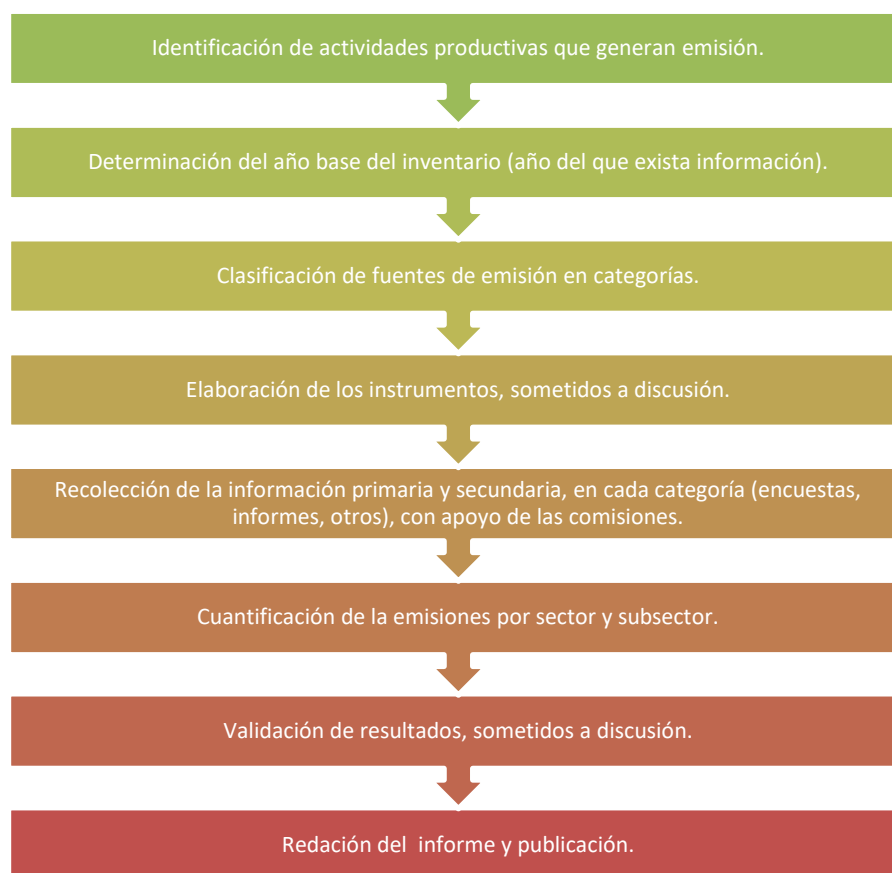 Identificación de actividades productivas que generan emisión.
Determinación del año base del inventario (año del que exista información).
Clasificación de fuentes de emisión en categorías.
Elaboración de los instrumentos, sometidos a discusión.
Recolección de la información primaria y secundaria, en cada categoría (encuestas,
informes, otros), con apoyo de las comisiones.
Cuantificación de la emisiones por sector y subsector.
Validación de resultados, sometidos a discusión.
Redación del  informe y publicación.